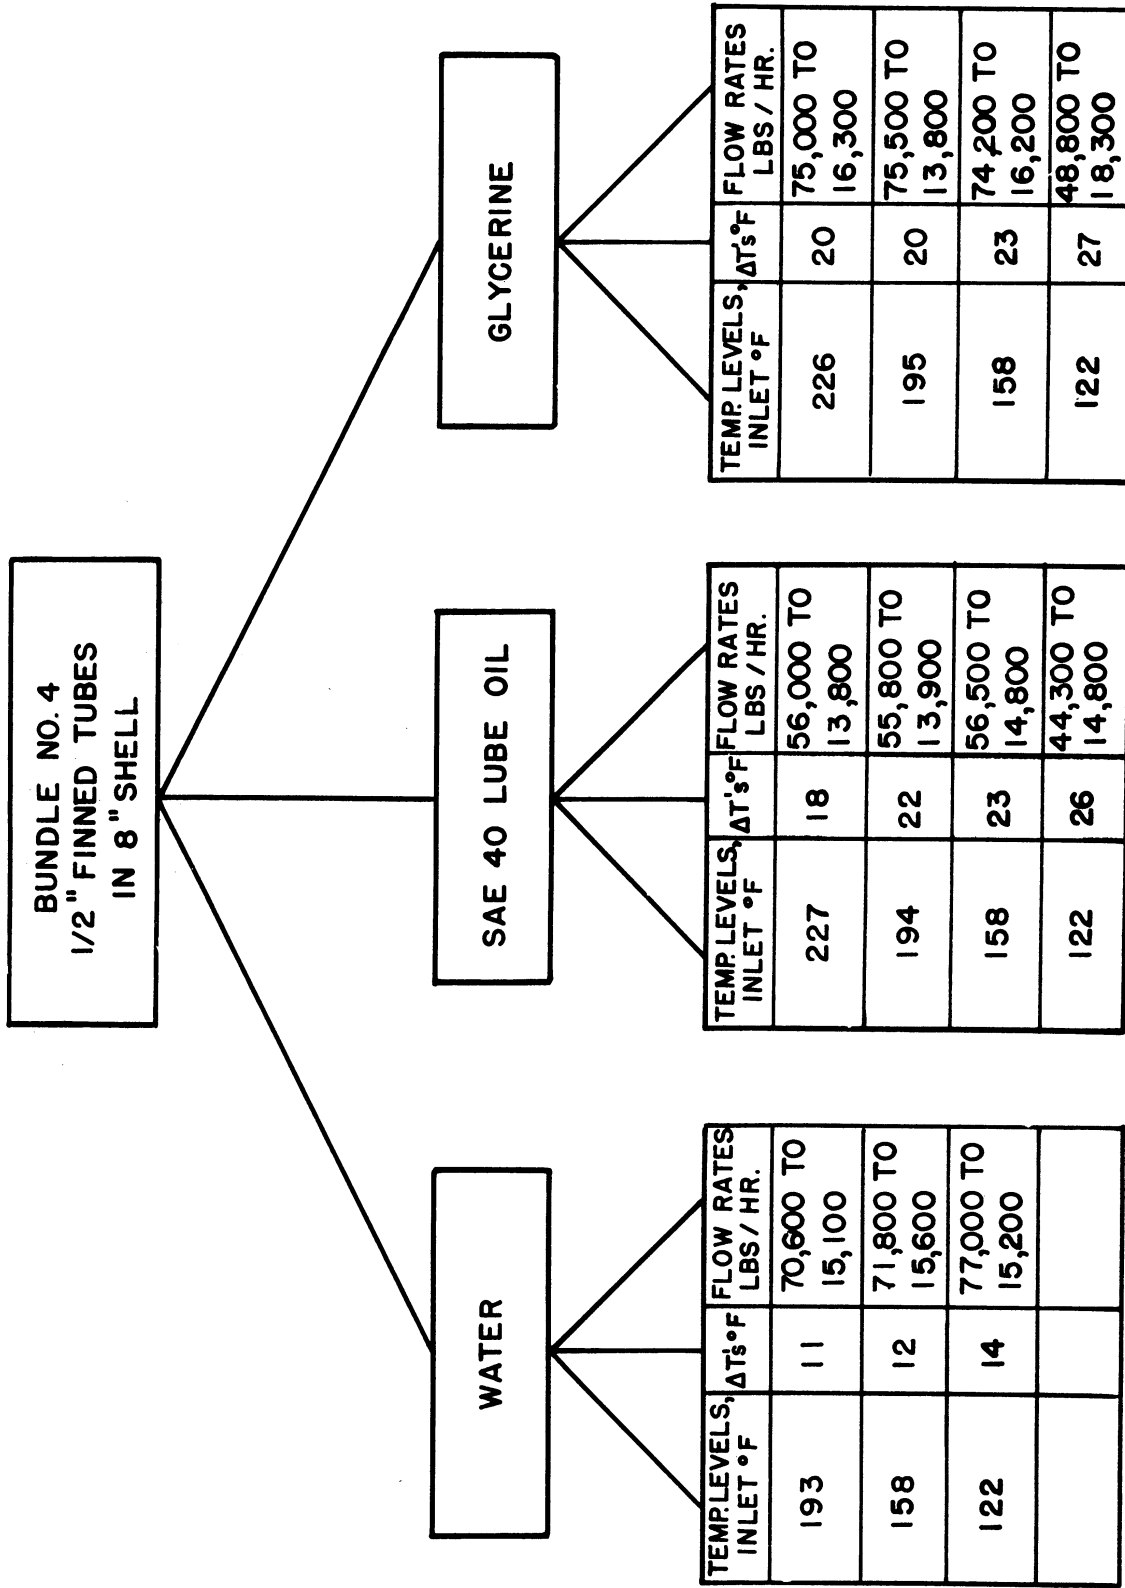 BUNDLE NO. 4
1/2" FINNED TUBES
IN 8" SHELL
WATER
TEMP. LEVELS, INLET °F ΔT's °F FLOW RATES LBS / HR.
193 11 70,600 TO 15,100
158 12 71,800 TO 15,600
122 14 77,000 TO 15,200
SAE 40 LUBE OIL
TEMP. LEVELS, INLET °F ΔT's °F FLOW RATES LBS / HR.
227 18 56,000 TO 13,800
194 22 55,800 TO 13,900
158 23 56,500 TO 14,800
122 26 44,300 TO 14,800
GLYCERINE
TEMP. LEVELS, INLET °F ΔT's °F FLOW RATES LBS / HR.
226 20 75,000 TO 16,300
195 20 75,500 TO 13,800
158 23 74,200 TO 16,200
122 27 48,800 TO 18,300